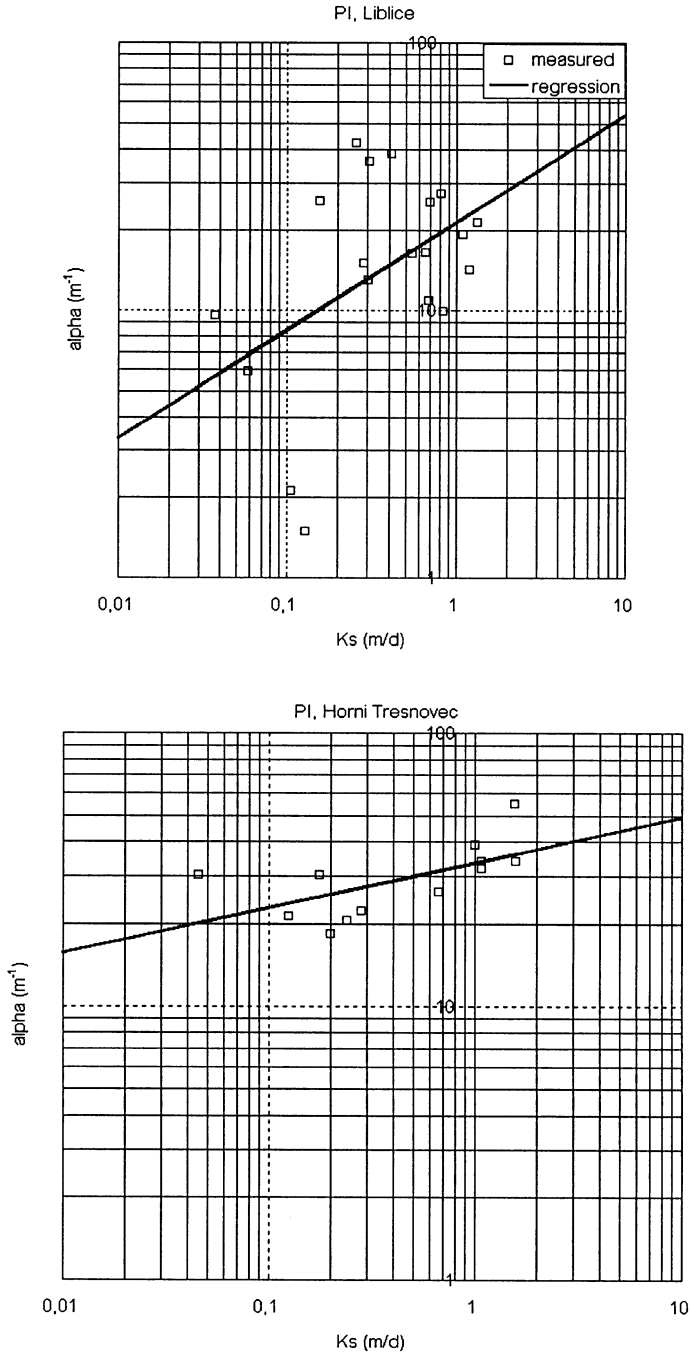 PI, Liblice
100
measured
regression
alpha (m⁻¹)
10
1
0,01 0,1 1 10
Ks (m/d)
PI, Horni Tresnovec
100
alpha (m⁻¹)
10
1
0,01 0,1 1 10
Ks (m/d)